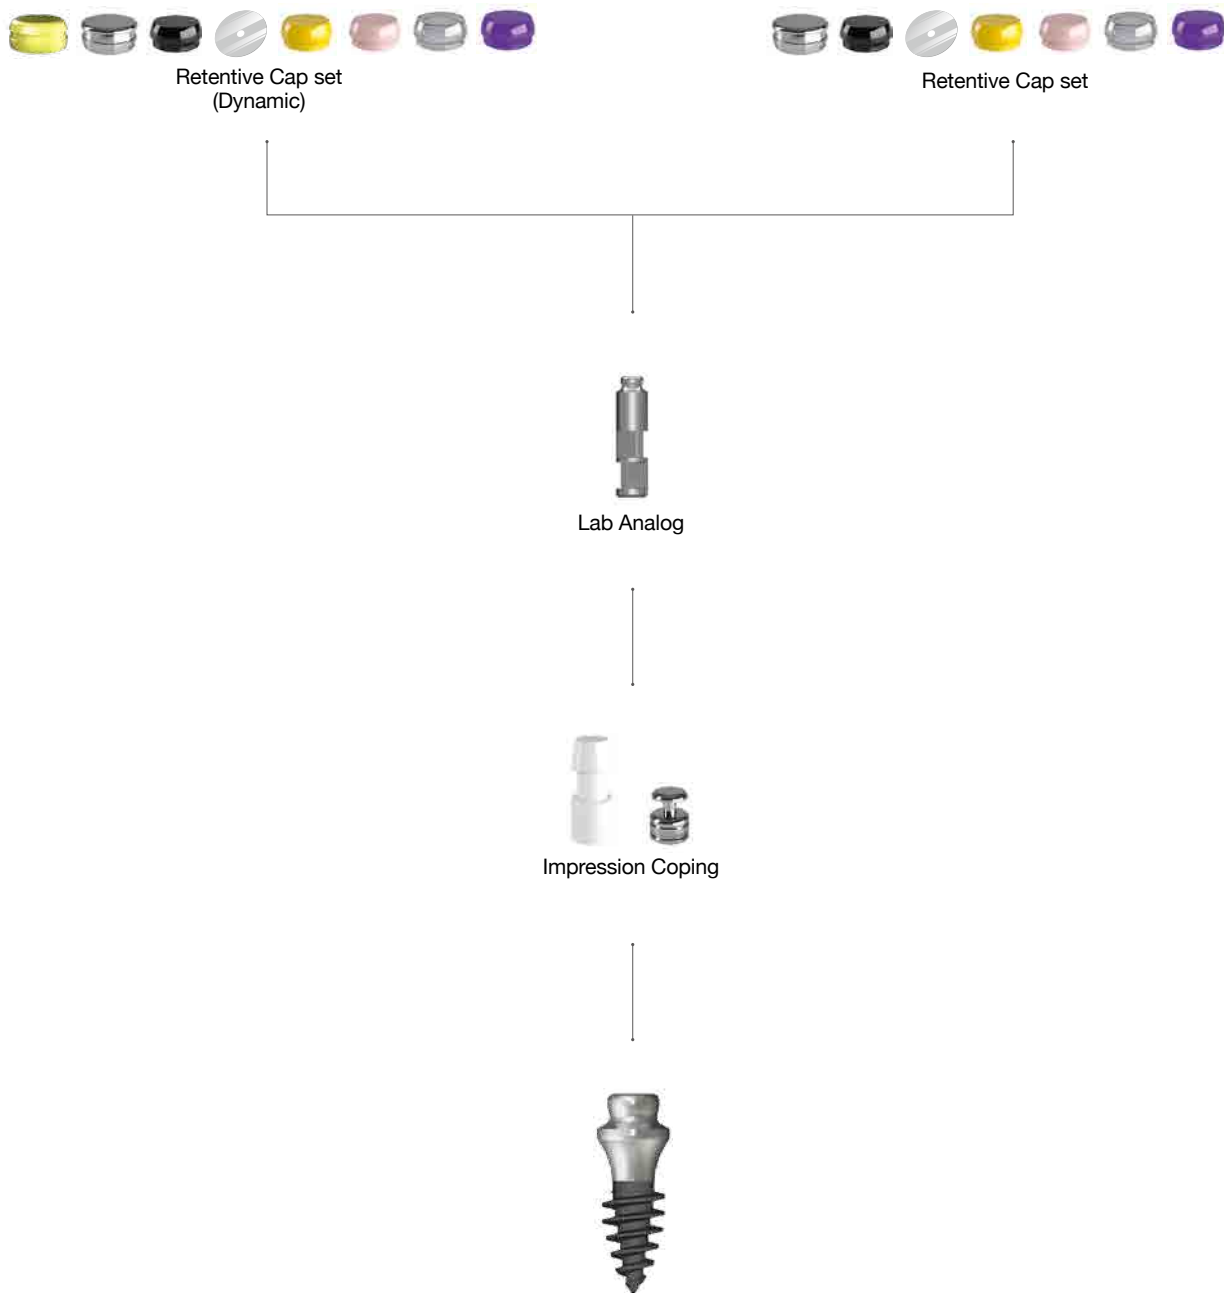 Retentive Cap set
(Dynamic)
Retentive Cap set
Lab Analog
Impression Coping